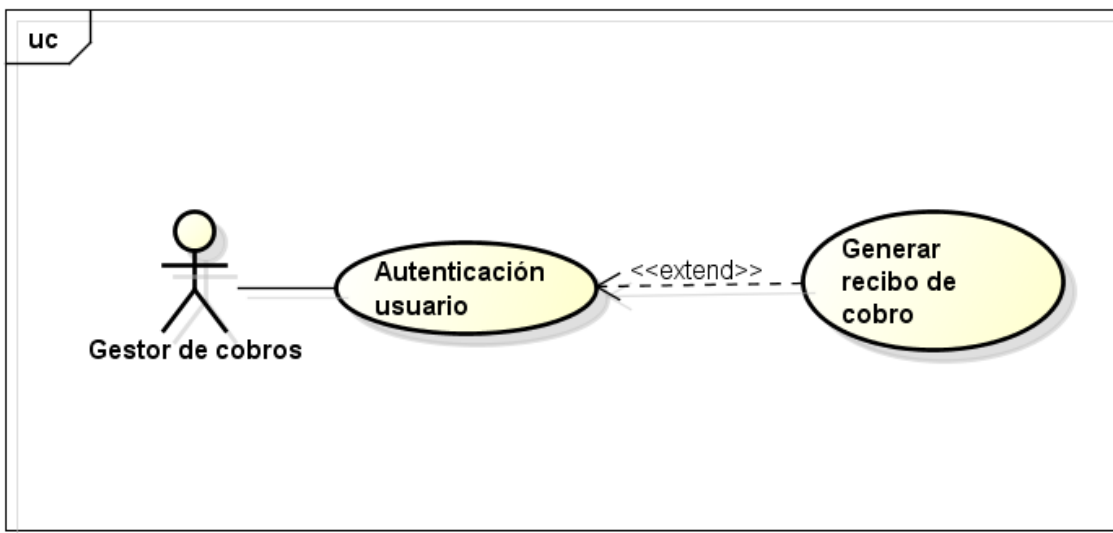 uc
Gestor de cobros
Autenticación
usuario
<<extend>>
Generar
recibo de
cobro